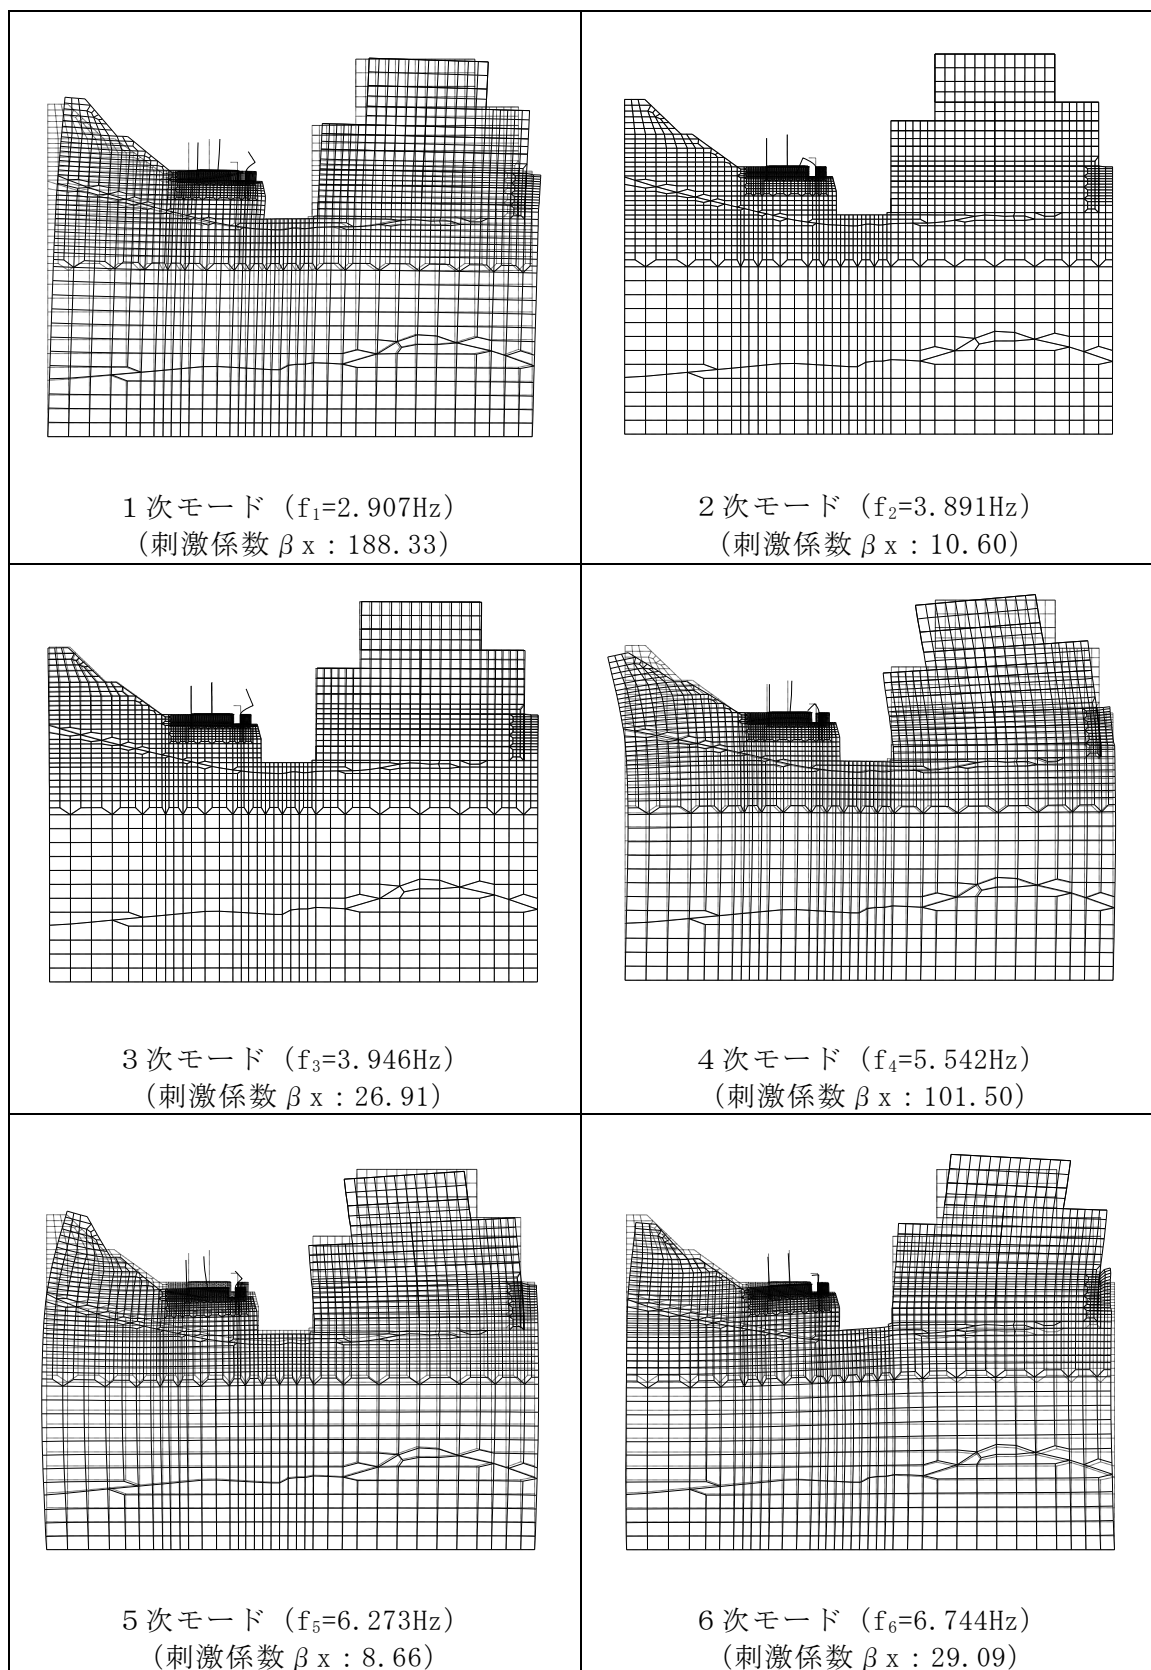 1次モード (f₁=2.907Hz)
(刺激係数βx：188.33)
2次モード (f₂=3.891Hz)
(刺激係数βx：10.60)
3次モード (f₃=3.946Hz)
(刺激係数βx：26.91)
4次モード (f₄=5.542Hz)
(刺激係数βx：101.50)
5次モード (f₅=6.273Hz)
(刺激係数βx：8.66)
6次モード (f₆=6.744Hz)
(刺激係数βx：29.09)